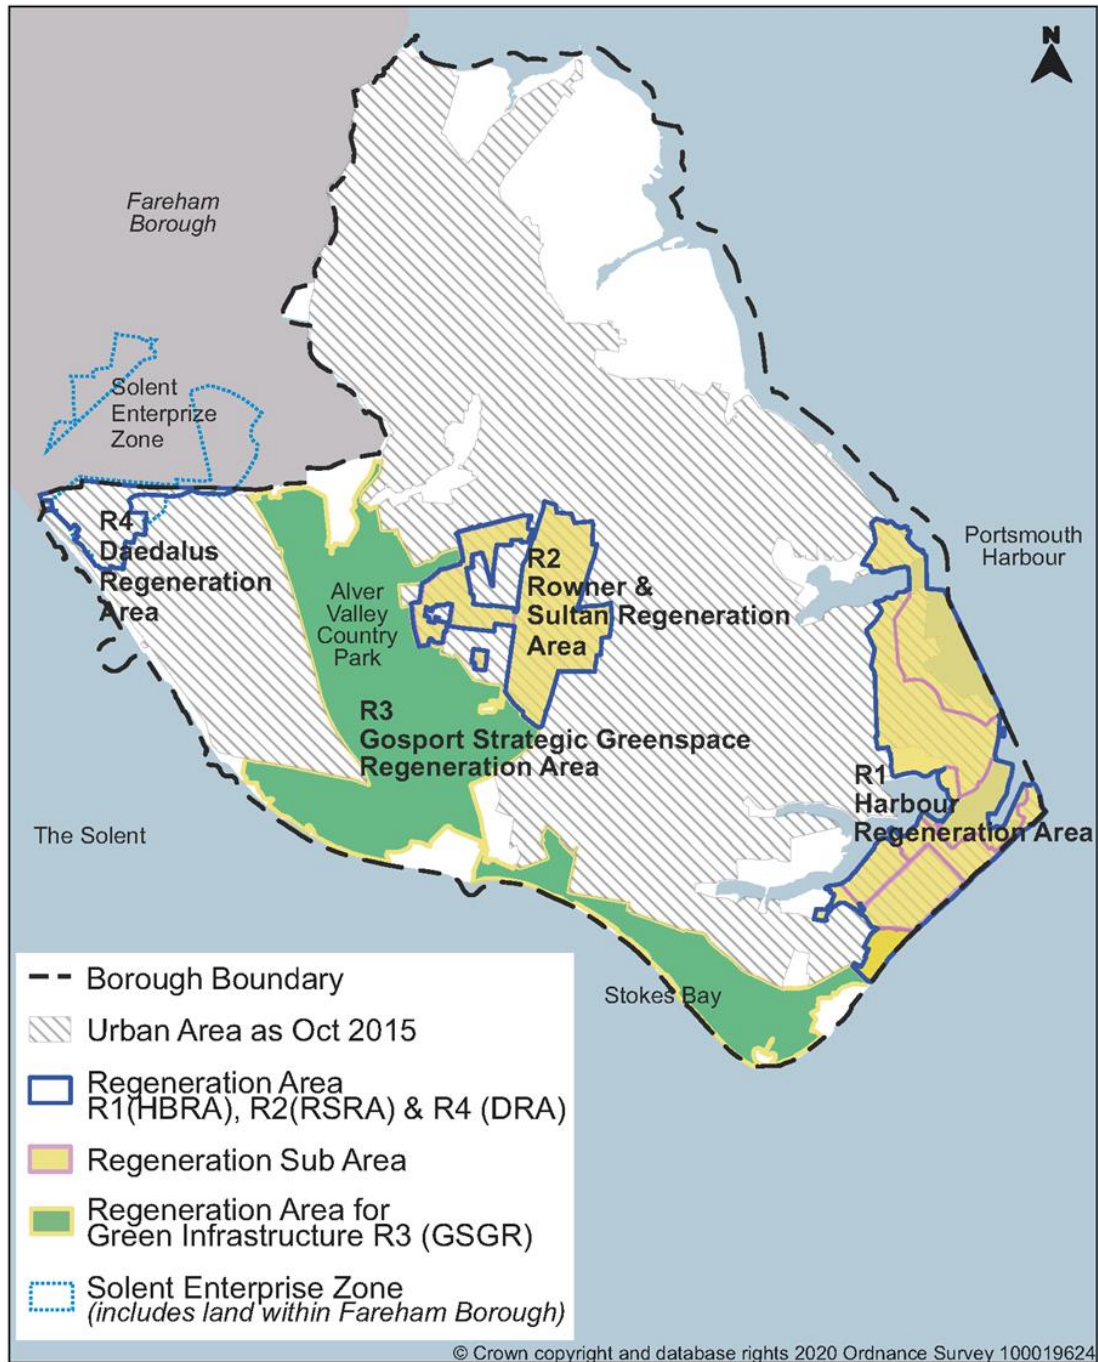 N
Fareham
Borough
Solent
Enterprize
Zone
R4
Daedalus
Regeneration
Area
Alver
Valley
Country
Park
R2
Rowner &
Sultan Regeneration
Area
Portsmouth
Harbour
R3
Gosport Strategic Greenspace
Regeneration Area
R1
Harbour
Regeneration Area
The Solent
Stokes Bay
Borough Boundary
Urban Area as Oct 2015
Regeneration Area
R1(HBRA), R2(RSRA) & R4 (DRA)
Regeneration Sub Area
Regeneration Area for
Green Infrastructure R3 (GSGR)
Solent Enterprise Zone
(includes land within Fareham Borough)
© Crown copyright and database rights 2020 Ordnance Survey 100019624